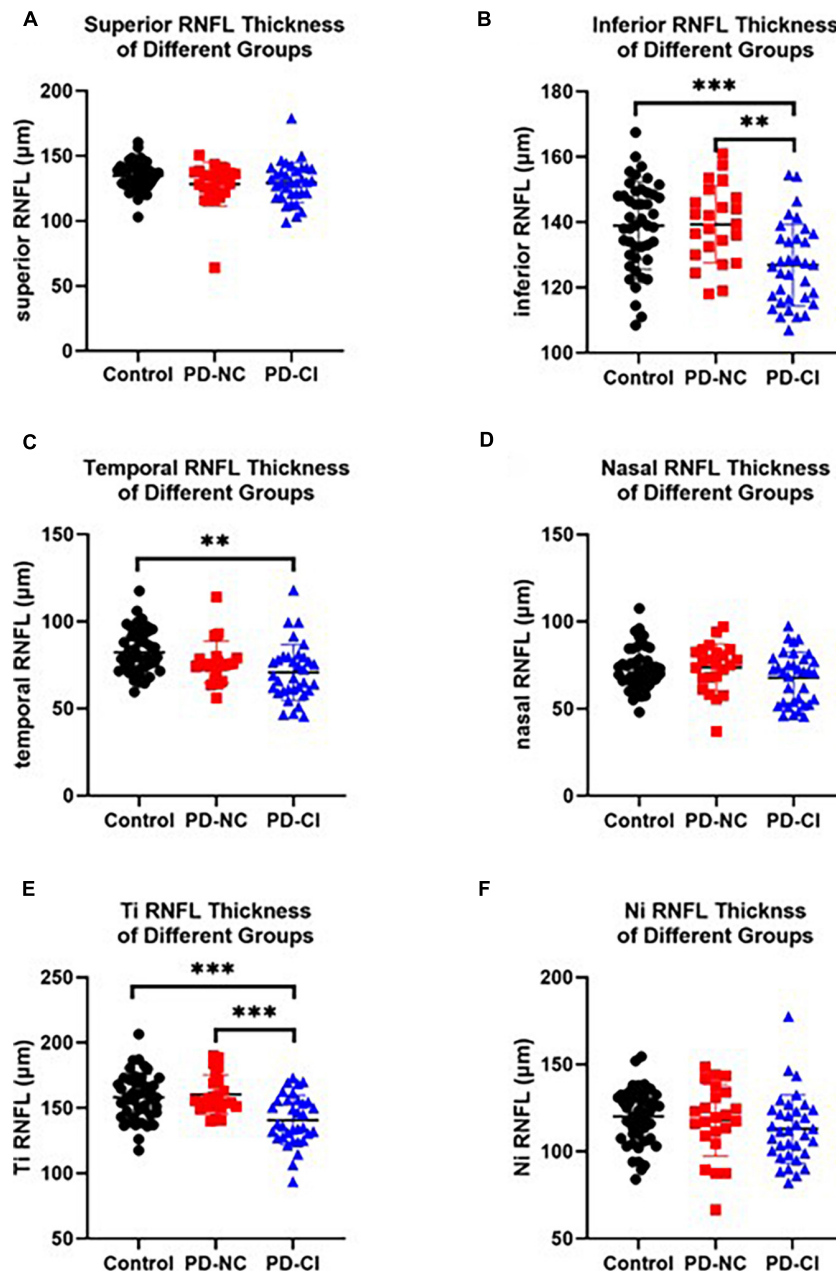 A
Superior RNFL Thickness
of Different Groups
superior RNFL (µm)
200
150
100
50
0
Control PD-NC PD-CI
B
Inferior RNFL Thickness
of Different Groups
inferior RNFL (µm)
180
160
140
120
100
***
**
Control PD-NC PD-CI
C
Temporal RNFL Thickness
of Different Groups
temporal RNFL (µm)
150
100
50
0
**
Control PD-NC PD-CI
D
Nasal RNFL Thickness
of Different Groups
nasal RNFL (µm)
150
100
50
0
Control PD-NC PD-CI
E
Ti RNFL Thickness
of Different Groups
Ti RNFL (µm)
250
200
150
100
50
***
***
Control PD-NC PD-CI
F
Ni RNFL Thicknss
of Different Groups
Ni RNFL (µm)
200
150
100
50
Control PD-NC PD-CI